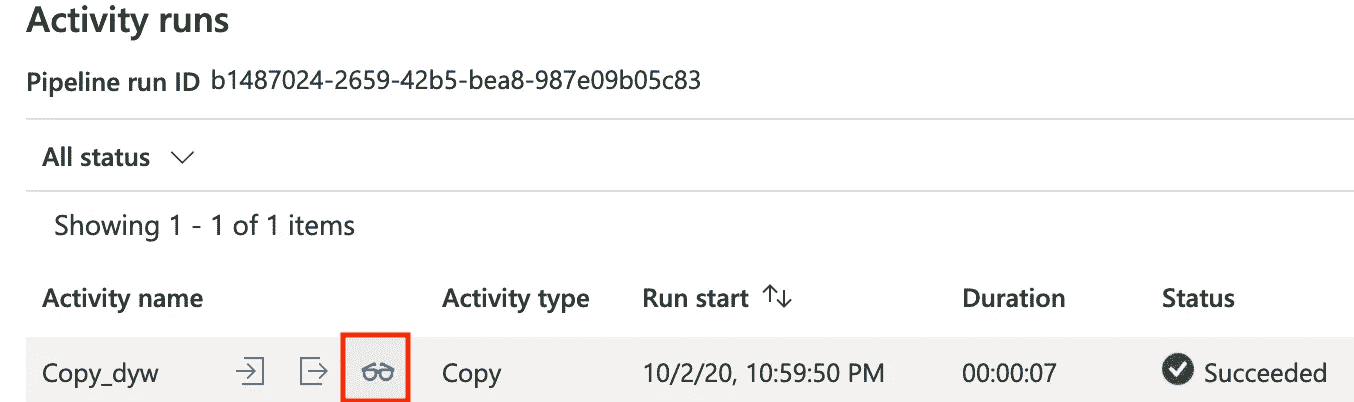 Activity runs
Pipeline run ID b1487024-2659-42b5-bea8-987e09b05c83
All status
Showing 1 - 1 of 1 items
Activity name Activity type Run start Duration Status
Copy_dyw Copy 10/2/20, 10:59:50 PM 00:00:07 Succeeded